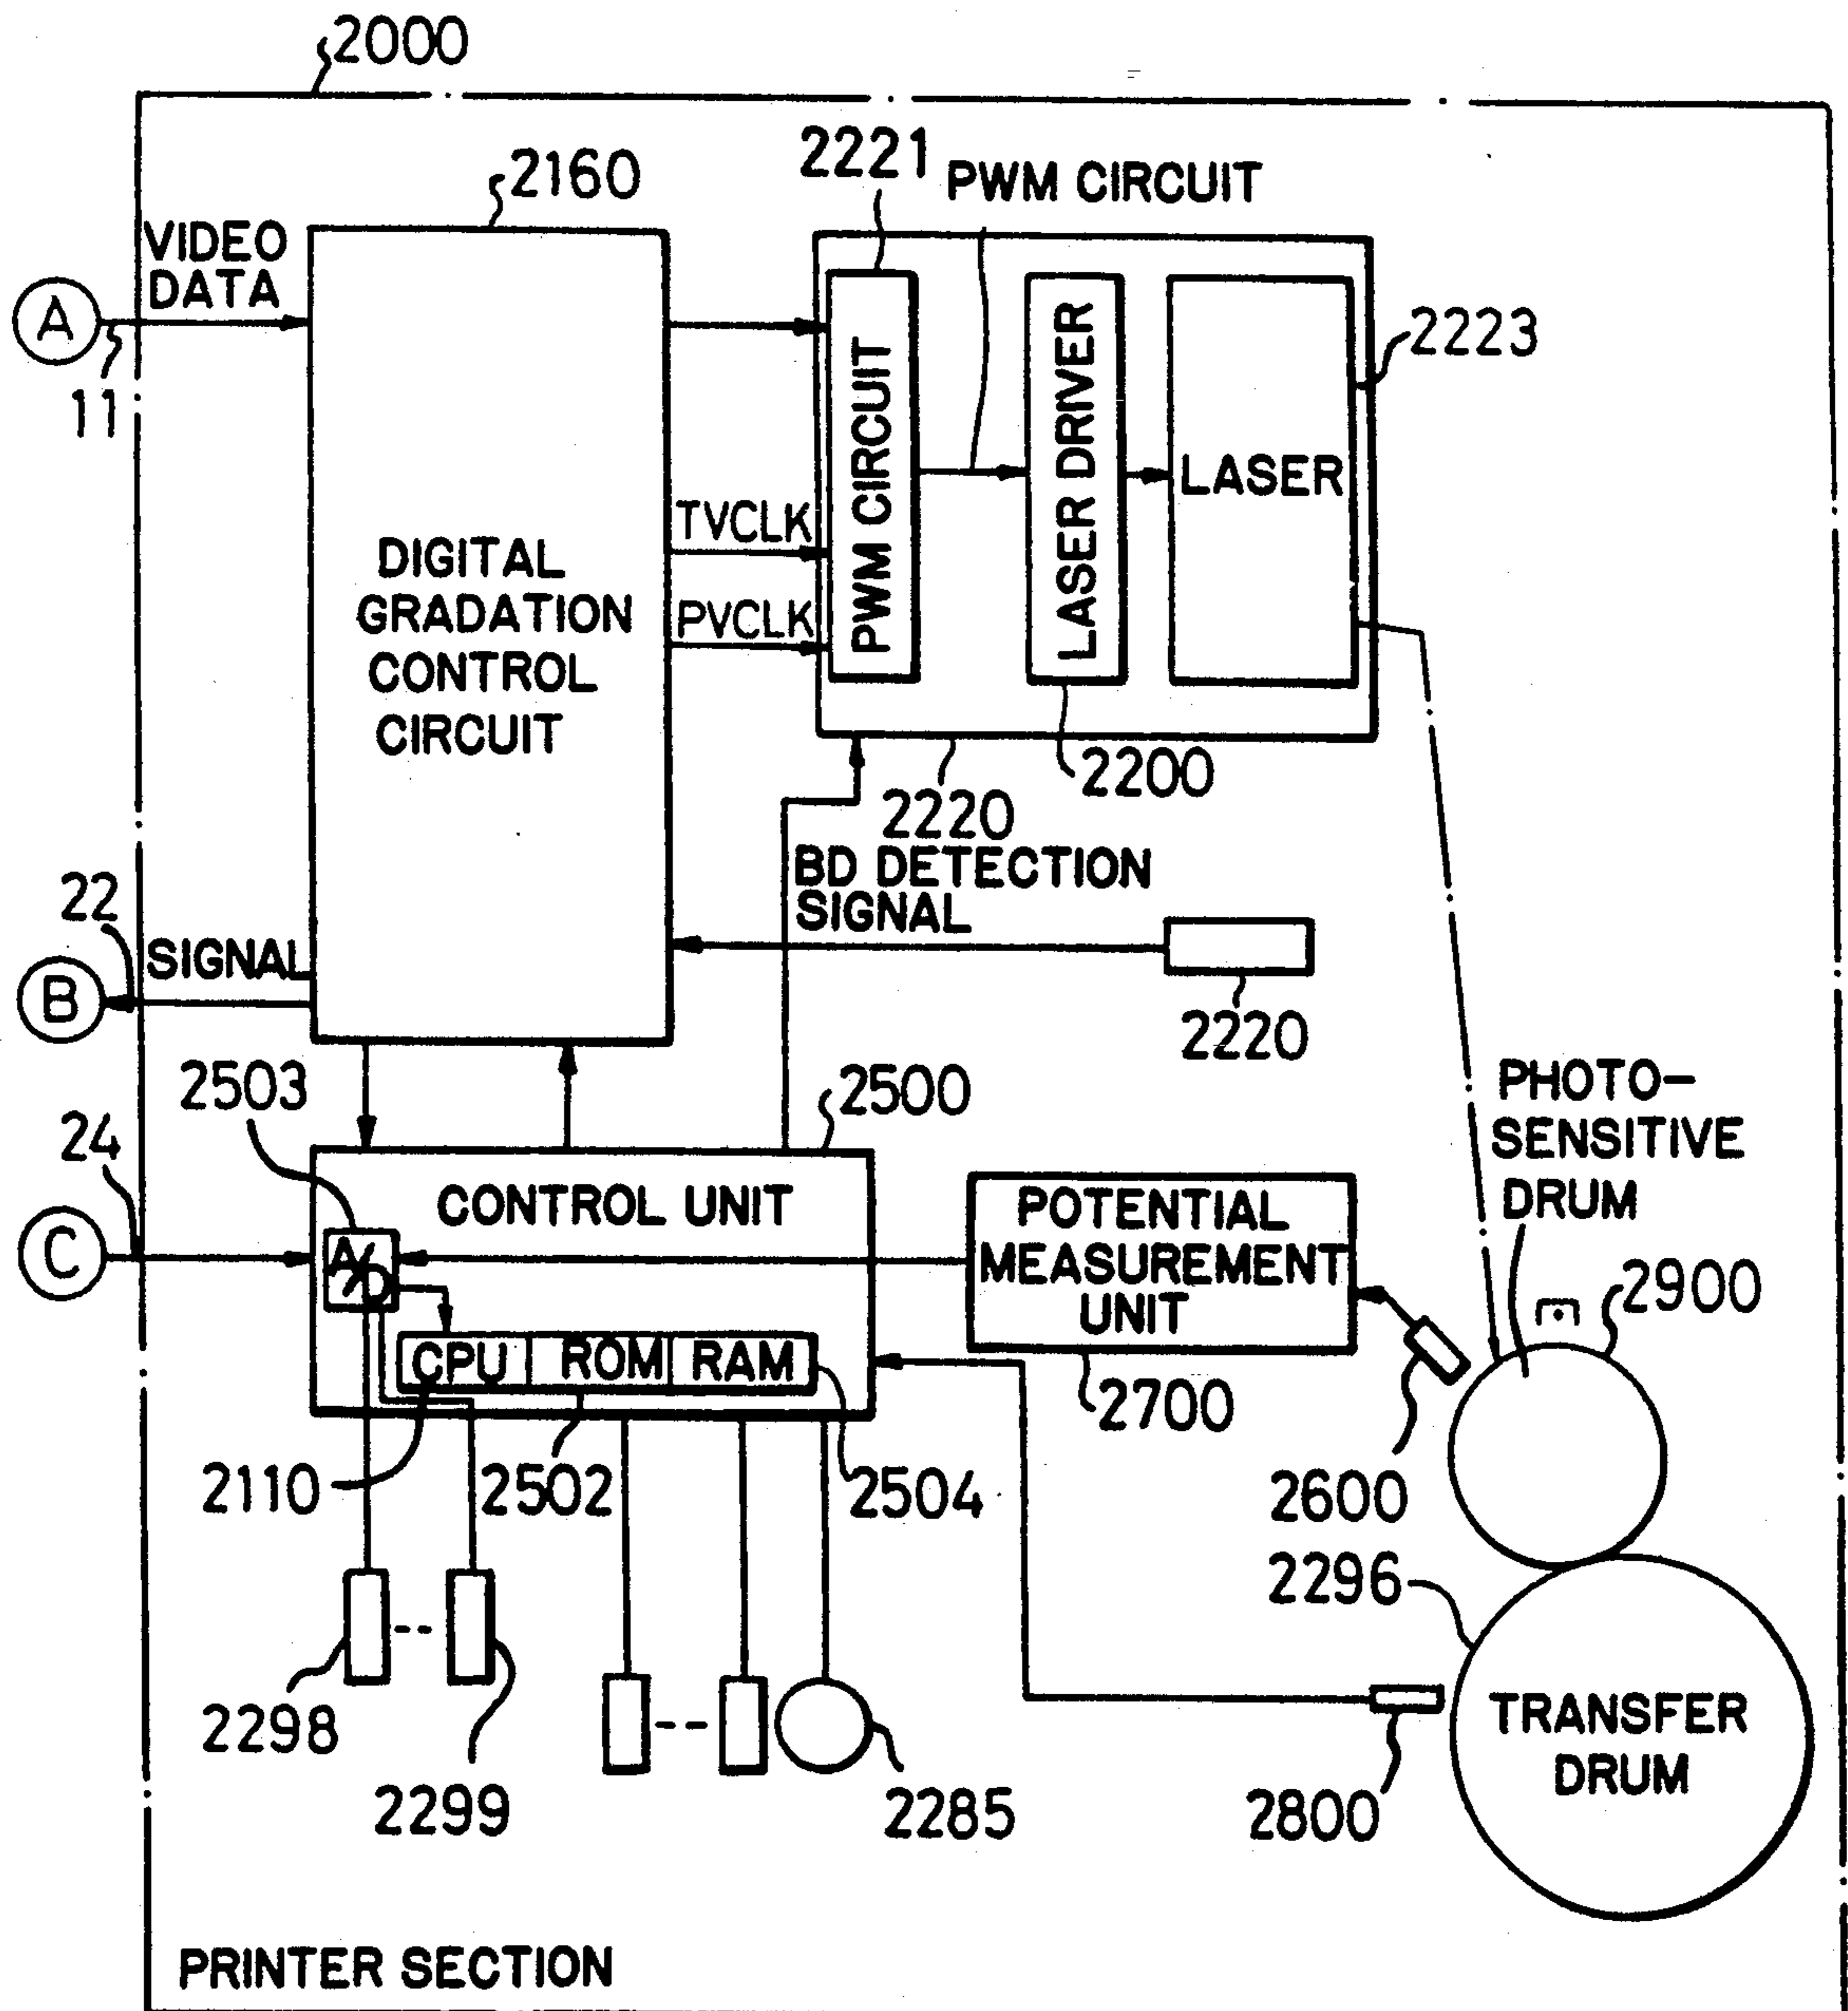 2000
2160
2221
PWM CIRCUIT
VIDEO
DATA
A
11
PWM CIRCUIT
LASER DRIVER
LASER
2223
TVCLK
PVCLK
DIGITAL
GRADATION
CONTROL
CIRCUIT
2200
2220
BD DETECTION
SIGNAL
22
SIGNAL
B
2220
2503
2500
PHOTO-
SENSITIVE
DRUM
24
C
CONTROL UNIT
A/D
POTENTIAL
MEASUREMENT
UNIT
2900
CPU
ROM
RAM
2700
2600
2110
2502
2504
2296
2298
2299
2285
2800
TRANSFER
DRUM
PRINTER SECTION